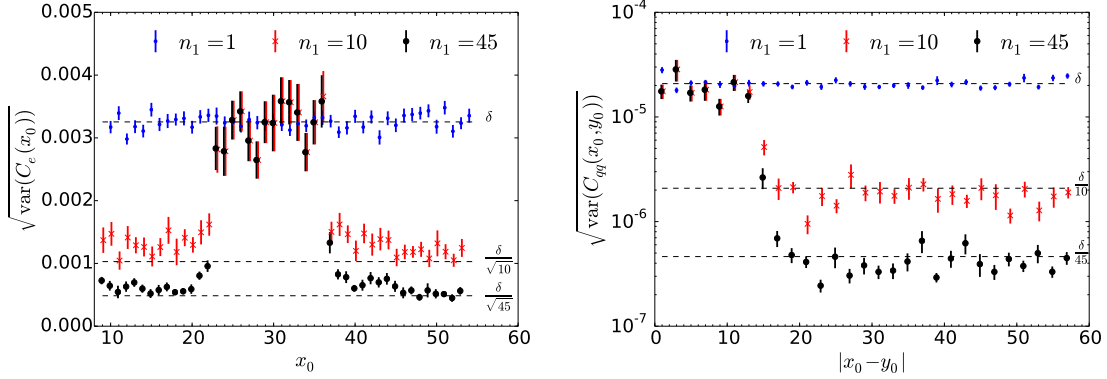 n₁ = 1 n₁ = 10 n₁ = 45
0.005
0.004
0.003
0.002
0.001
0.000
√var(C_e(x₀))
δ
δ/√10
δ/√45
10 20 30 40 50 60
x₀
n₁ = 1 n₁ = 10 n₁ = 45
10⁻⁴
10⁻⁵
10⁻⁶
10⁻⁷
√var(C_qq(x₀,y₀))
δ
δ/10
δ/45
0 10 20 30 40 50 60
|x₀−y₀|